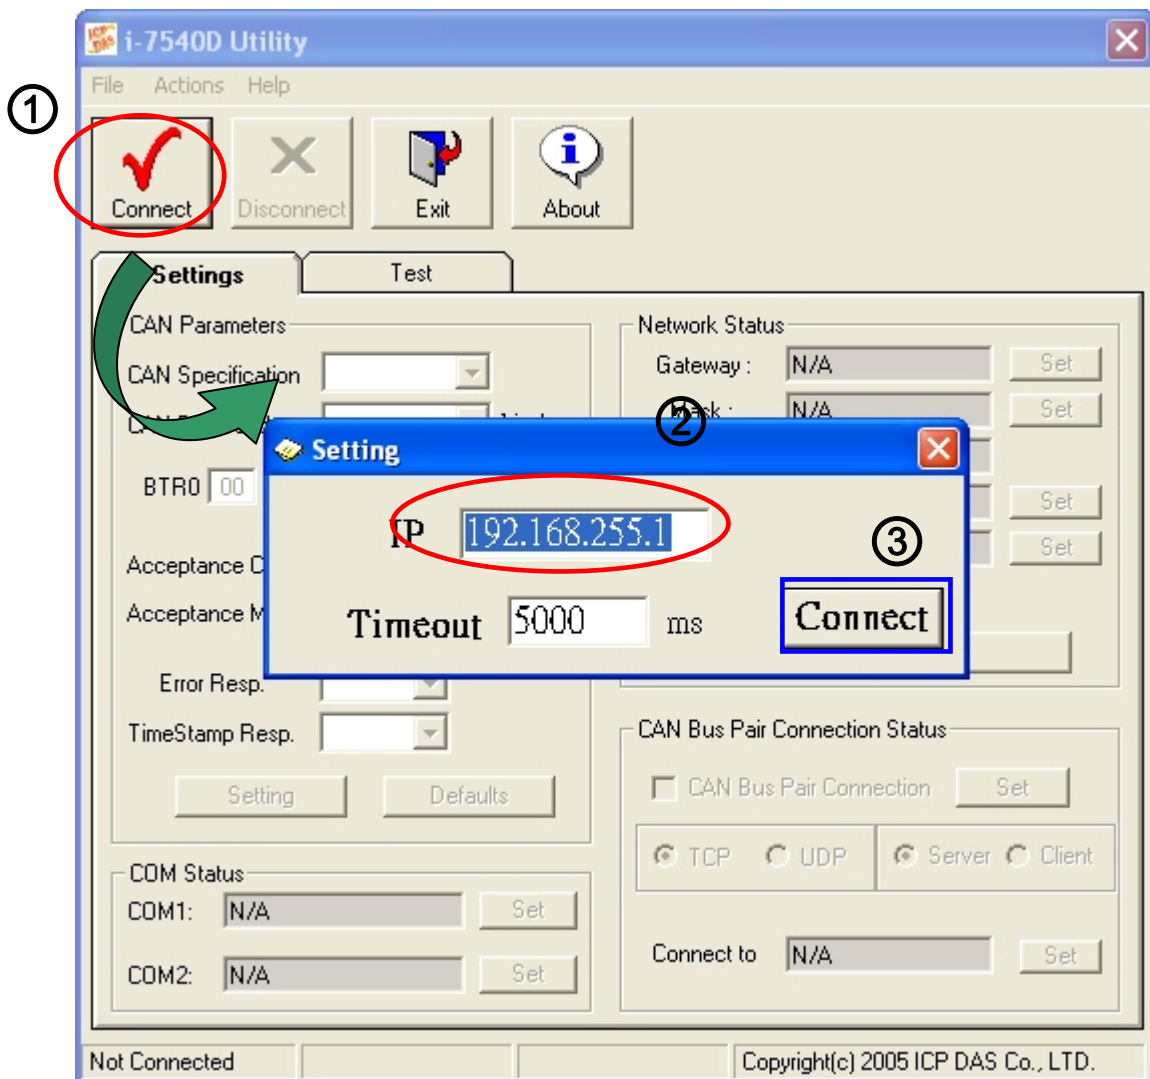 i-7540D Utility
File Actions Help
①
Connect
Disconnect
Exit
About
Settings
Test
CAN Parameters
CAN Specification
BTR0 00
Acceptance
Acceptance
Error Resp.
TimeStamp Resp.
Setting
Defaults
COM Status
COM1: N/A Set
COM2: N/A Set
Network Status
Gateway : N/A Set
Mask : N/A Set
Set
Set
②
Setting
IP 192.168.255.1
③
Timeout 5000 ms
Connect
CAN Bus Pair Connection Status
CAN Bus Pair Connection Set
TCP UDP Server Client
Connect to N/A Set
Not Connected
Copyright(c) 2005 ICP DAS Co., LTD.